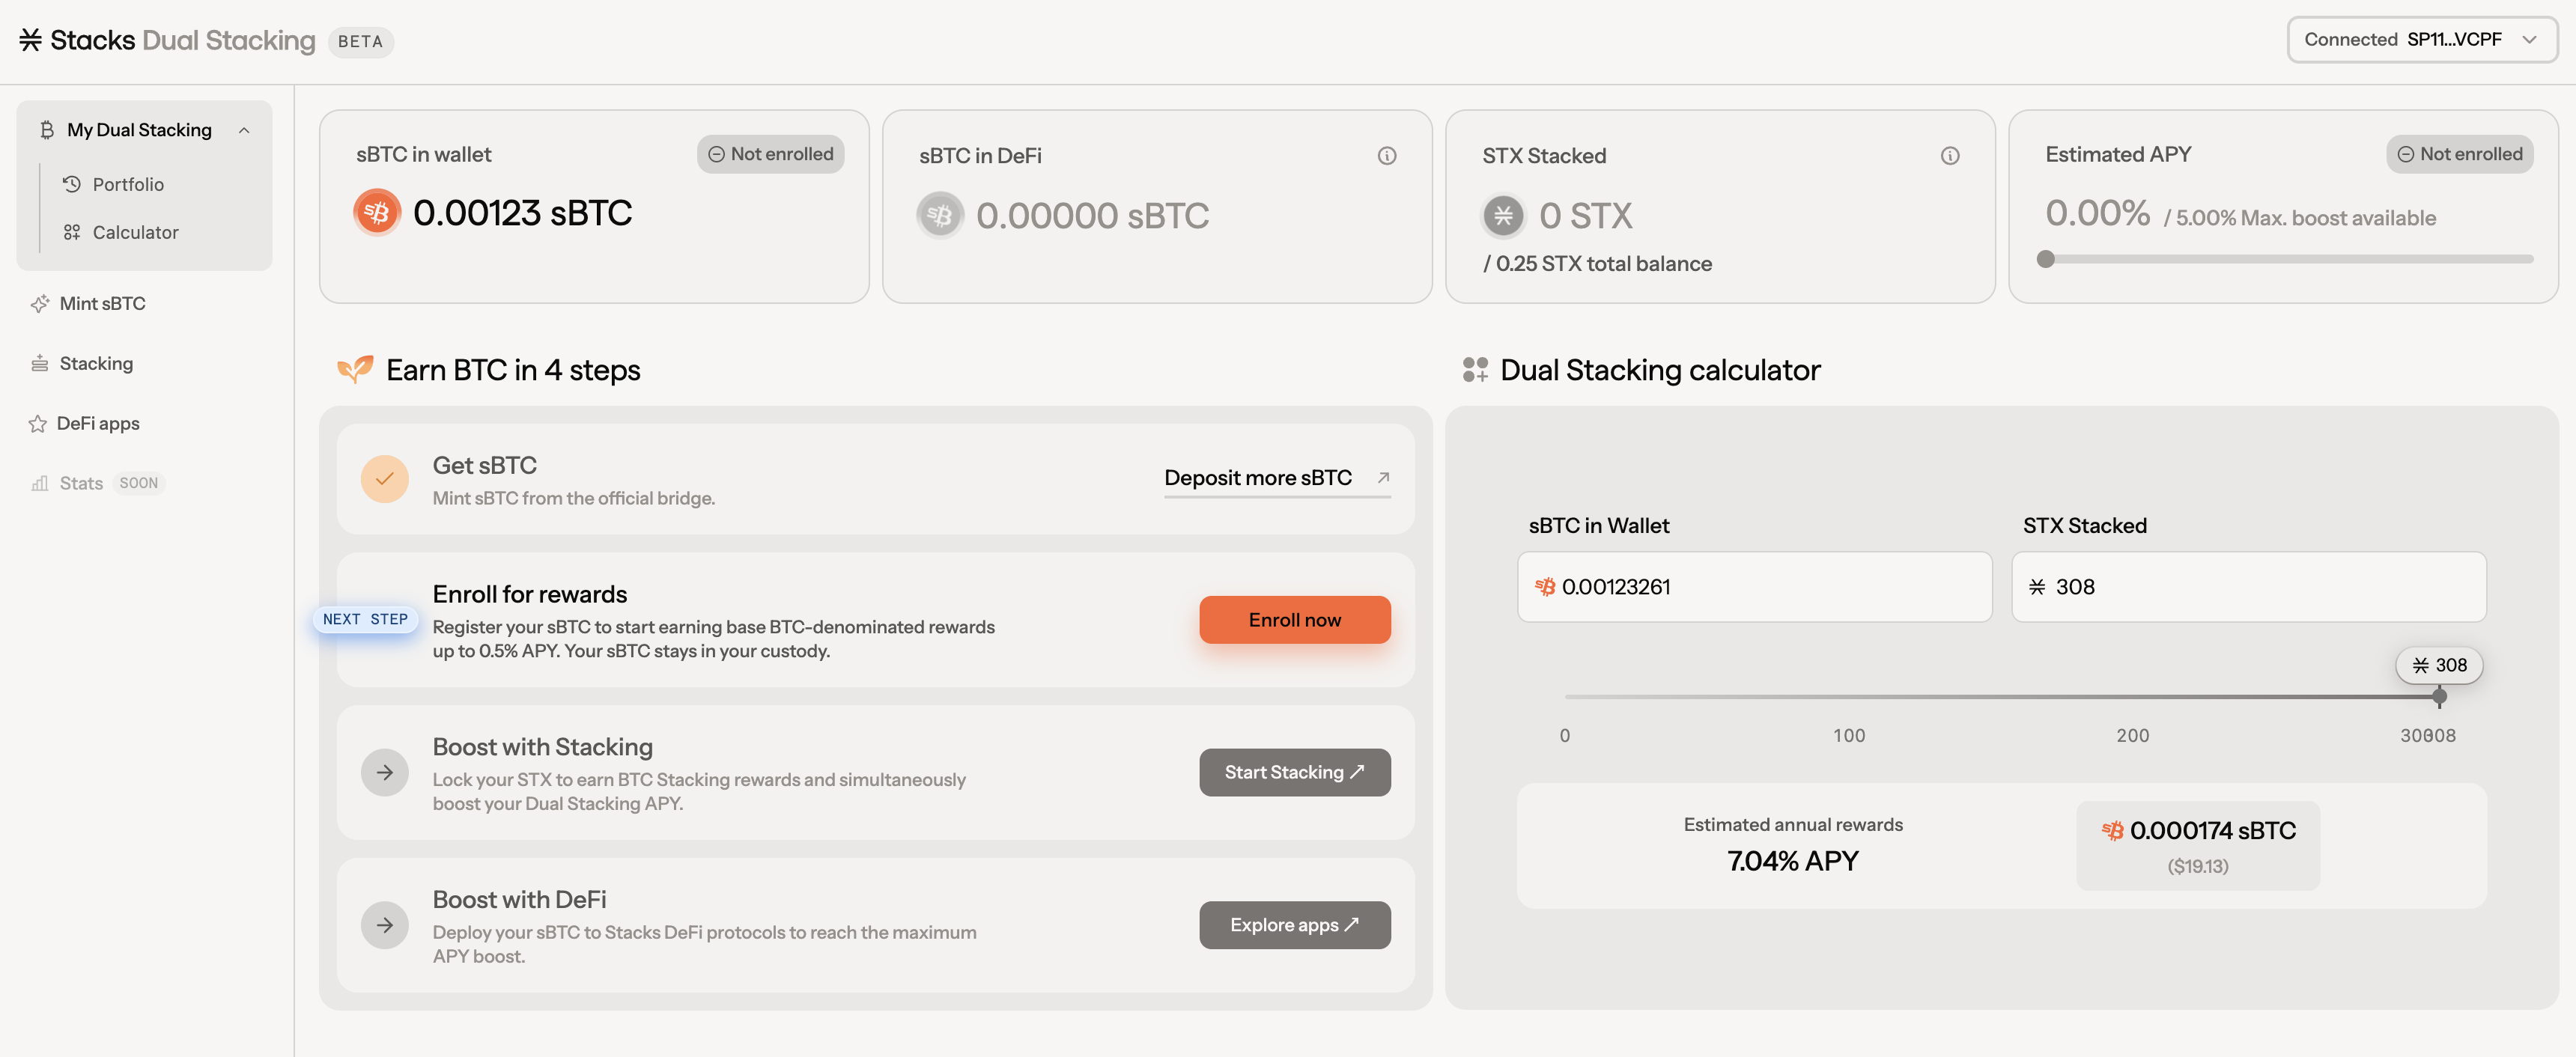 Stacks Dual Stacking BETA
Connected SP11...VCPF
My Dual Stacking
Portfolio
Calculator
Mint sBTC
Stacking
DeFi apps
Stats SOON
sBTC in wallet
Not enrolled
0.00123 sBTC
sBTC in DeFi
0.00000 sBTC
STX Stacked
0 STX
/ 0.25 STX total balance
Estimated APY
Not enrolled
0.00% / 5.00% Max. boost available
Earn BTC in 4 steps
Get sBTC
Mint sBTC from the official bridge.
Deposit more sBTC
NEXT STEP
Enroll for rewards
Register your sBTC to start earning base BTC-denominated rewards
up to 0.5% APY. Your sBTC stays in your custody.
Enroll now
Boost with Stacking
Lock your STX to earn BTC Stacking rewards and simultaneously
boost your Dual Stacking APY.
Start Stacking ↗
Boost with DeFi
Deploy your sBTC to Stacks DeFi protocols to reach the maximum
APY boost.
Explore apps ↗
Dual Stacking calculator
sBTC in Wallet
0.00123261
STX Stacked
308
308
0 100 200 300 308
Estimated annual rewards
7.04% APY
0.000174 sBTC
($19.13)